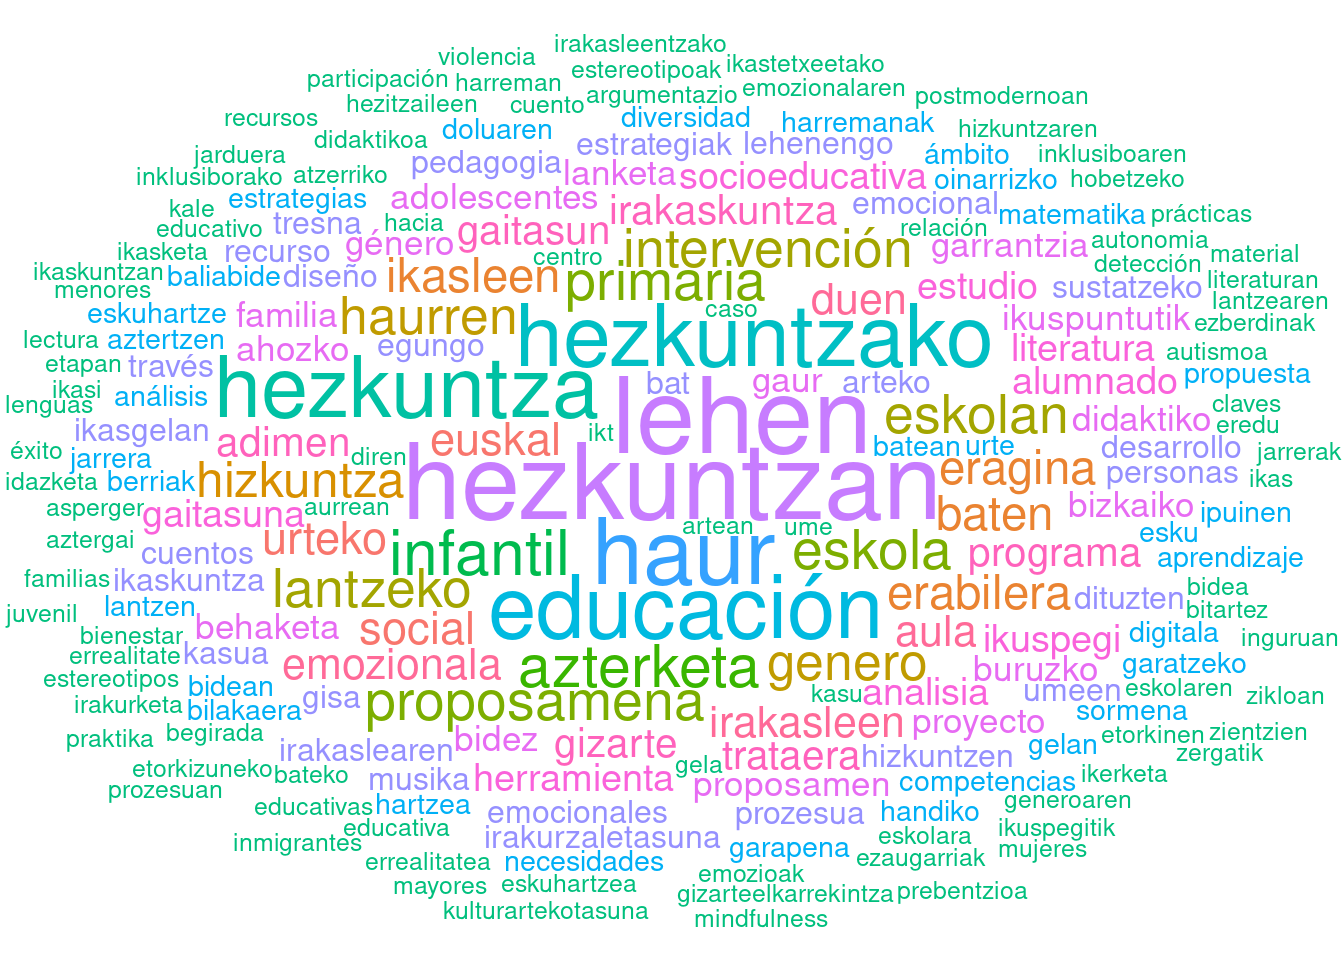 irakasleentzako
violencia
estereotipoak ikastetxeetako
participación harreman
argumentazio emozionalaren
hezitzaileen cuento postmodernoan
recursos doluaren diversidad harremanak hizkuntzaren
didaktikoa estrategiak lehenengo
jarduera pedagogia ámbito inklusiboaren
inklusiborako atzerriko lanketa socioeducativa oinarrizko hobetzeko
estrategias adolescentes emocional
kale irakaskuntza matematika prácticas
educativo tresna hacia gaitasun relación
ikasketa recurso género centro intervención garrantzia autonomia material
ikaskuntzan baliabide diseño ikasleen primaria estudio sustatzeko detección literaturan
menores duen lantzearen
eskuhartze familia haurren caso ikuspuntutik ezberdinak
lectura aztertzen ahozko egungo hezkuntzako literatura autismoa
etapan través bat gaur arteko propuesta
ikasi análisis hezkuntza alumnado
lenguas lehen eskolan didaktiko claves
ikasgelan ikt eredu
éxito adimen euskal batean urte desarrollo jarrerak
jarrera diren
idazketa berriak hizkuntza hezkuntzan eragina personas ikas
asperger gaitasuna aurrean baten bizkaiko ipuinen
aztergai urteko artean ume esku
cuentos infantil haur eskola programa aprendizaje
familias ikaskuntza lantzeko erabilera dituzten bidea
juvenil lantzen educación bitartez
bienestar behaketa social aula ikuspegi digitala inguruan
errealitate kasua emozionala azterketa genero buruzko garatzeko
estereotipos bidean gisa kasu analisia umeen eskolaren zikloan
irakurketa bilakaera proposamena sormena
praktika begirada irakasleen proyecto etorkinen zientzien
irakaslearen bidez gizarte trataera hizkuntzen gelan zergatik
etorkizuneko bateko musika herramienta gela proposamen competencias ikerketa
prozesuan
educativas hartzea emocionales prozesua handiko generoaren
educativa irakurzaletasuna eskolara ikuspegitik
inmigrantes garapena mujeres
errealitatea necesidades ezaugarriak
emozioak
mayores eskuhartzea gizarteelkarrekintza prebentzioa
kulturartekotasuna mindfulness